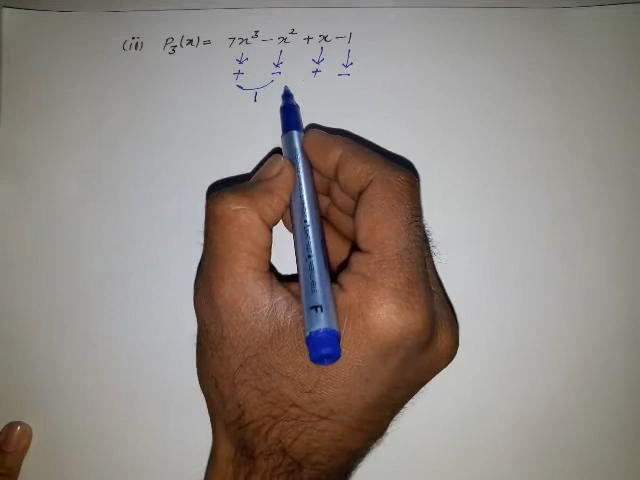 (ii) P₃(x) = 7x³ - x² + x - 1
↓ ↓ ↓ ↓
+ - + -
1
F